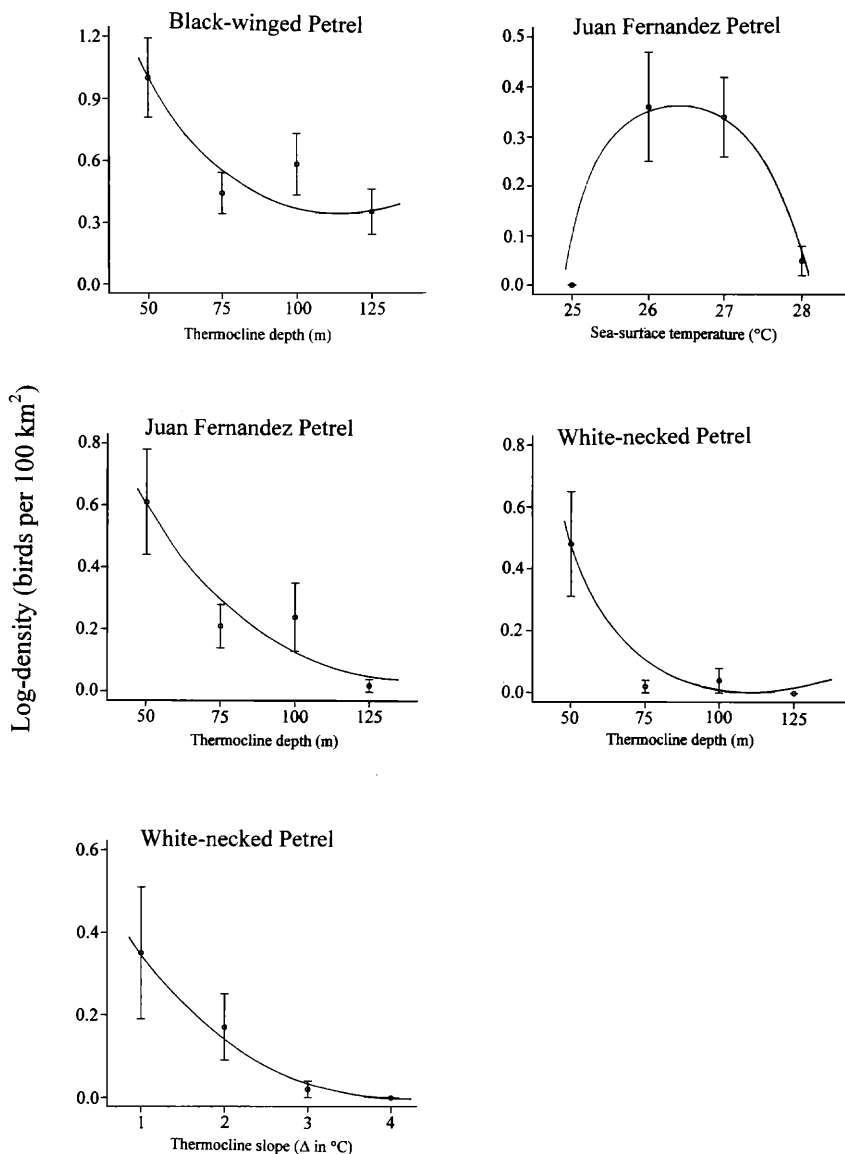 Log-density (birds per 100 km²)
Black-winged Petrel
1.2
0.9
0.6
0.3
0.0
50 75 100 125
Thermocline depth (m)
Juan Fernandez Petrel
0.5
0.4
0.3
0.2
0.1
0.0
25 26 27 28
Sea-surface temperature (°C)
Juan Fernandez Petrel
0.8
0.6
0.4
0.2
0.0
50 75 100 125
Thermocline depth (m)
White-necked Petrel
0.8
0.6
0.4
0.2
0.0
50 75 100 125
Thermocline depth (m)
White-necked Petrel
0.6
0.4
0.2
0.0
1 2 3 4
Thermocline slope (Δ in °C)